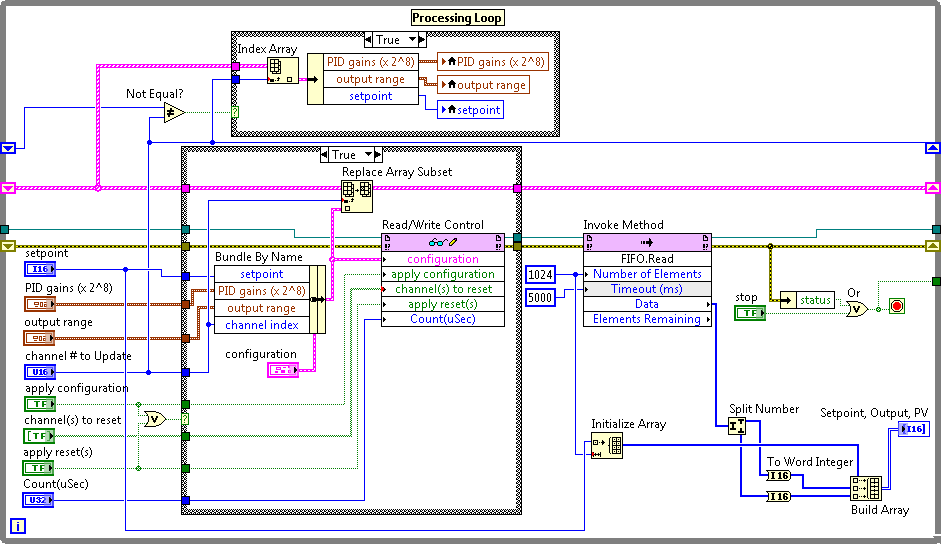 Processing Loop
True
Index Array
PID gains (x 2^8)
output range
setpoint
PID gains (x 2^8)
output range
setpoint
Not Equal?
?
True
Replace Array Subset
Read/Write Control
configuration
apply configuration
channel(s) to reset
apply reset(s)
Count(uSec)
Bundle By Name
setpoint
PID gains (x 2^8)
output range
channel index
configuration
setpoint
I16
PID gains (x 2^8)
output range
channel # to Update
U16
apply configuration
TF
channel(s) to reset
TF
apply reset(s)
TF
Count(uSec)
U32
V
?
i
Invoke Method
FIFO.Read
Number of Elements
Timeout (ms)
Data
Elements Remaining
1024
5000
stop
TF
status
Or
V
Initialize Array
Split Number
To Word Integer
I16
I16
Build Array
Setpoint, Output, PV
I16